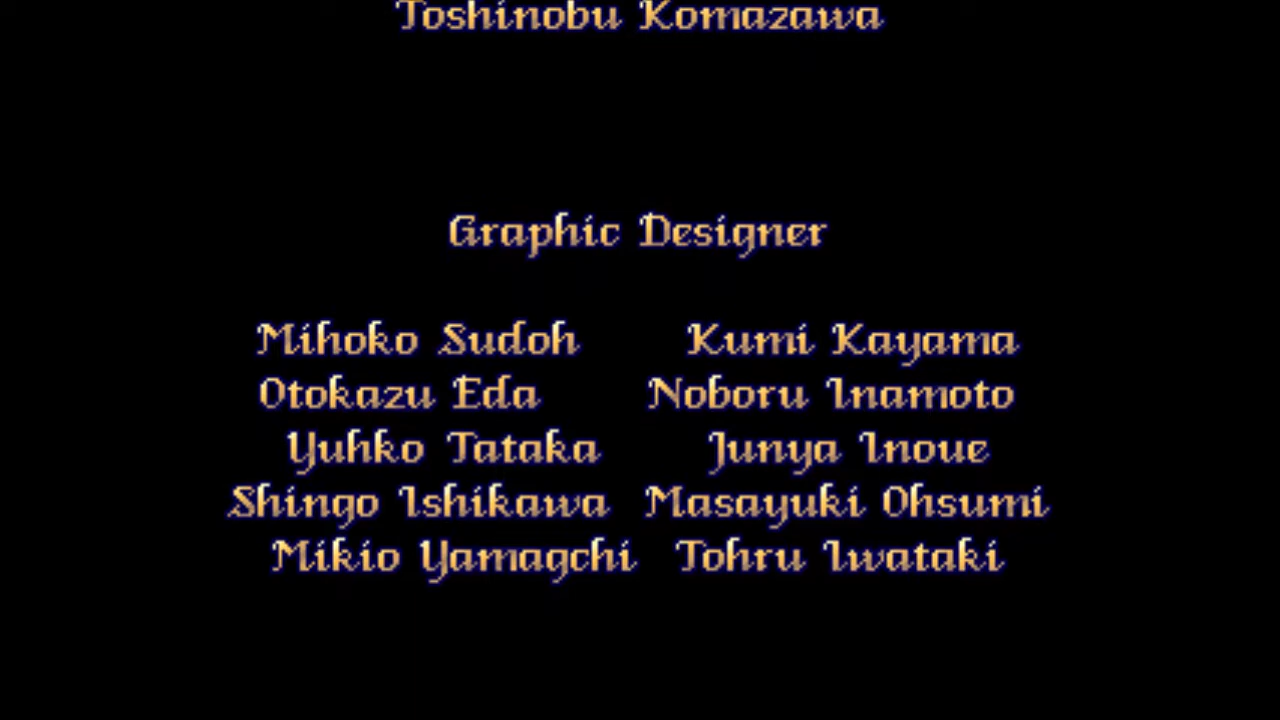 Toshinobu Komazawa
Graphic Designer
Mihoko Sudoh Kumi Kayama
Otokazu Eda Noboru Inamoto
Yuhko Tataka Junya Inoue
Shingo Ishikawa Masayuki Ohsumi
Mikio Yamagchi Tohru Iwataki